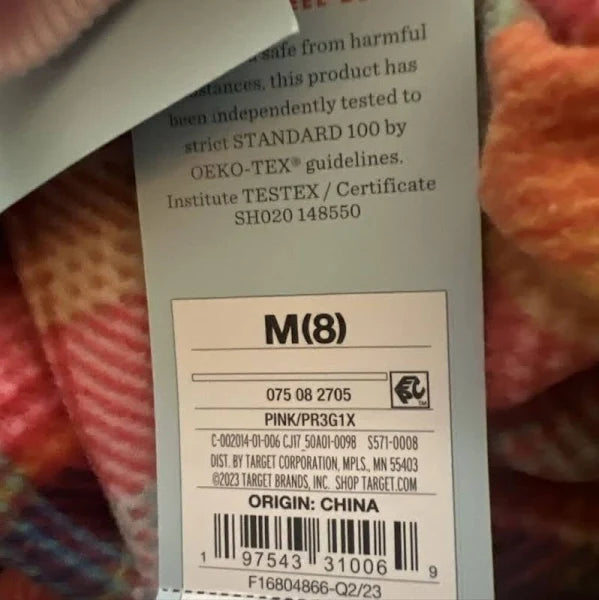 safe from harmful
stances, this product has
been independently tested to
strict STANDARD 100 by
OEKO-TEX® guidelines.
Institute TESTEX / Certificate
SH020 148550
M(8)
075 08 2705
PINK/PR3G1X
C-002014-01-006 CJ17_50A01-0098 S571-0008
DIST. BY TARGET CORPORATION, MPLS., MN 55403
©2023 TARGET BRANDS, INC. SHOP TARGET.COM
ORIGIN: CHINA
1 97543 31006 9
F16804866-Q2/23